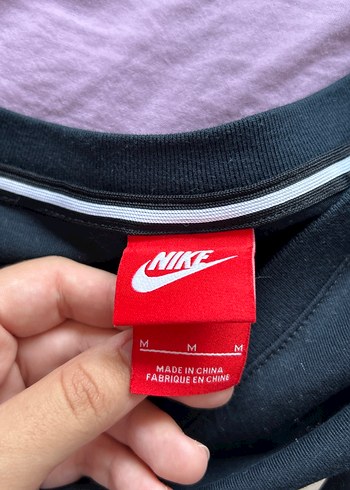 NIKE
M M M
MADE IN CHINA
FABRIQUE EN CHINE